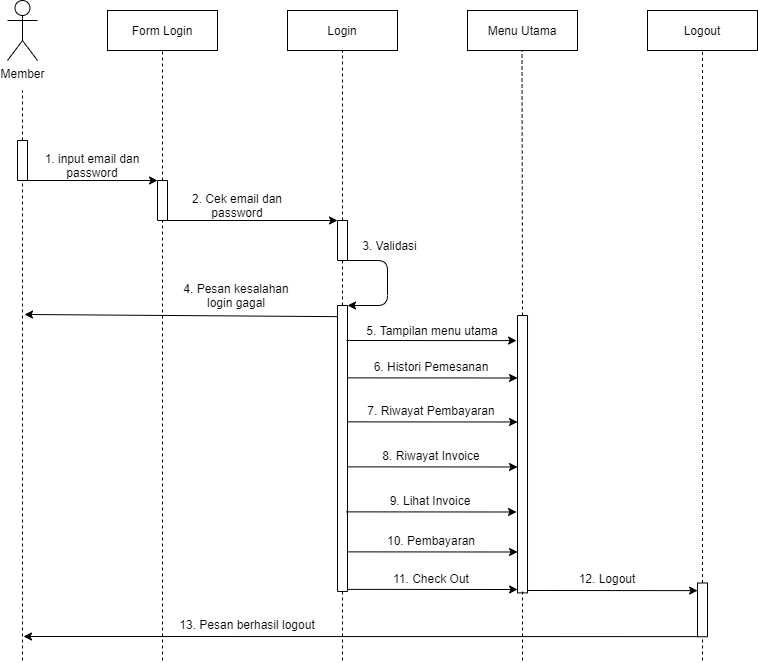 Member
Form Login
Login
Menu Utama
Logout
1. input email dan
password
2. Cek email dan
password
3. Validasi
4. Pesan kesalahan
login gagal
5. Tampilan menu utama
6. Histori Pemesanan
7. Riwayat Pembayaran
8. Riwayat Invoice
9. Lihat Invoice
10. Pembayaran
11. Check Out
12. Logout
13. Pesan berhasil logout